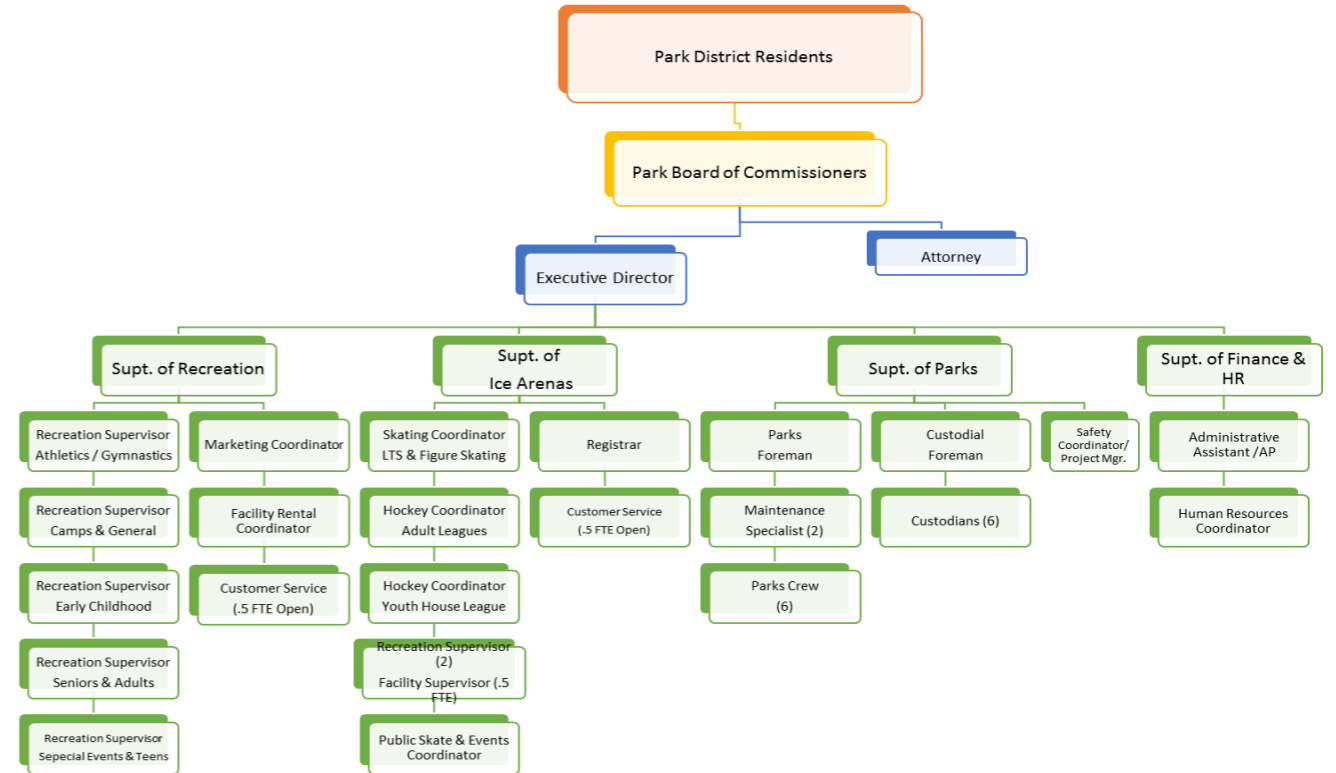 Park District Residents
Park Board of Commissioners
Attorney
Executive Director
Supt. of Recreation
Supt. of
Ice Arenas
Supt. of Parks
Supt. of Finance &
HR
Recreation Supervisor
Athletics / Gymnastics
Marketing Coordinator
Skating Coordinator
LTS & Figure Skating
Registrar
Parks
Foreman
Custodial
Foreman
Safety
Coordinator/
Project Mgr.
Administrative
Assistant /AP
Recreation Supervisor
Camps & General
Facility Rental
Coordinator
Hockey Coordinator
Adult Leagues
Customer Service
(.5 FTE Open)
Maintenance
Specialist (2)
Custodians (6)
Human Resources
Coordinator
Recreation Supervisor
Early Childhood
Customer Service
(.5 FTE Open)
Hockey Coordinator
Youth House League
Parks Crew
(6)
Recreation Supervisor
Seniors & Adults
Recreation Supervisor
(2)
Facility Supervisor (.5
FTE)
Recreation Supervisor
Sepecial Events & Teens
Public Skate & Events
Coordinator